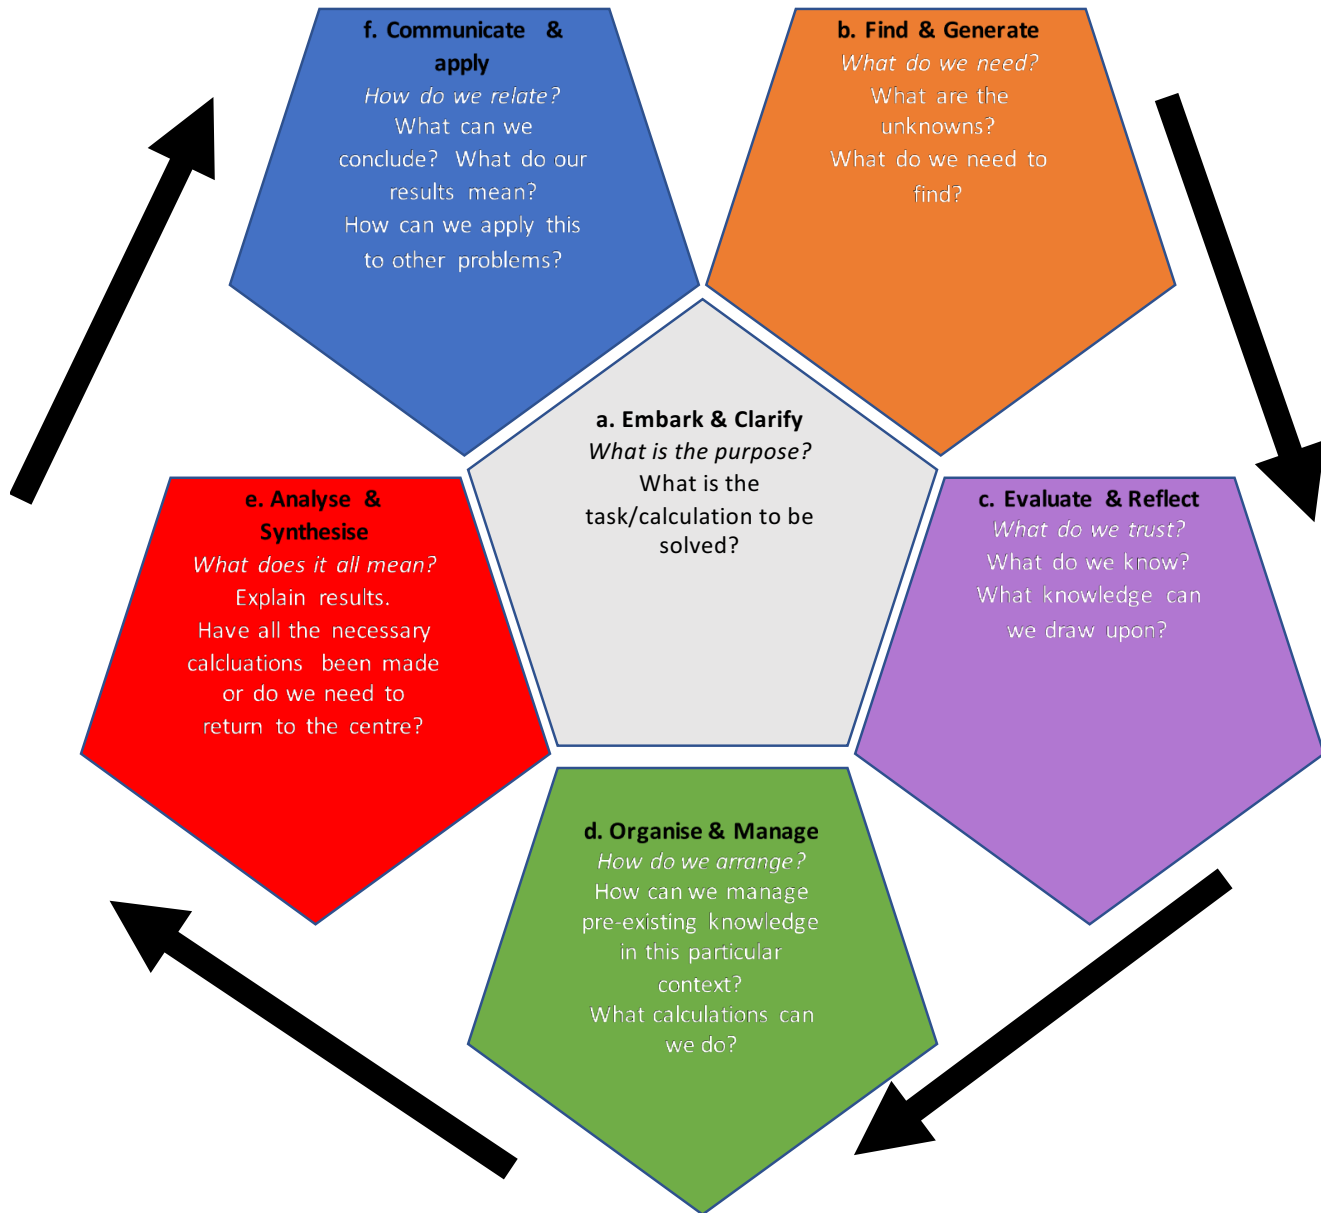 f. Communicate & 
apply
How do we relate?
What can we
conclude? What do our
results mean?
How can we apply this
to other problems?
b. Find & Generate
What do we need?
What are the
unknowns?
What do we need to
find?
a. Embark & Clarify
What is the purpose?
What is the
task/calculation to be
solved?
e. Analyse &
Synthesise
What does it all mean?
Explain results.
Have all the necessary
calcluations been made
or do we need to
return to the centre?
c. Evaluate & Reflect
What do we trust?
What do we know?
What knowledge can
we draw upon?
d. Organise & Manage
How do we arrange?
How can we manage
pre-existing knowledge
in this particular
context?
What calculations can
we do?